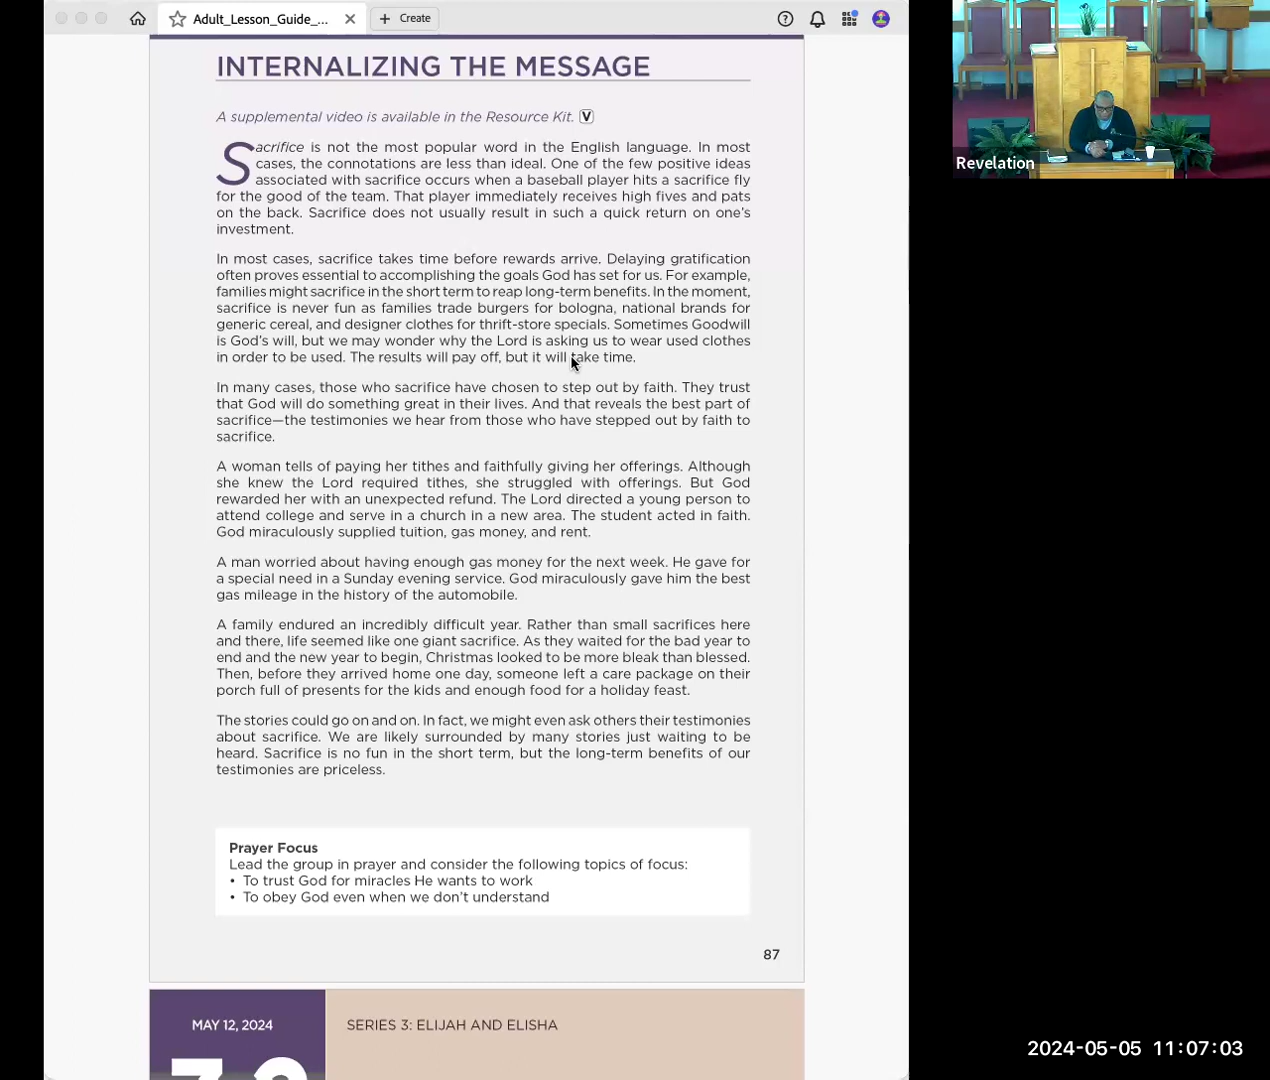 Adult_Lesson_Guide_...
Create
INTERNALIZING THE MESSAGE
A supplemental video is available in the Resource Kit. V
Sacrifice is not the most popular word in the English language. In most
cases, the connotations are less than ideal. One of the few positive ideas
associated with sacrifice occurs when a baseball player hits a sacrifice fly
for the good of the team. That player immediately receives high fives and pats
on the back. Sacrifice does not usually result in such a quick return on one's
investment.
In most cases, sacrifice takes time before rewards arrive. Delaying gratification
often proves essential to accomplishing the goals God has set for us. For example,
families might sacrifice in the short term to reap long-term benefits. In the moment,
sacrifice is never fun as families trade burgers for bologna, national brands for
generic cereal, and designer clothes for thrift-store specials. Sometimes Goodwill
is God's will, but we may wonder why the Lord is asking us to wear used clothes
in order to be used. The results will pay off, but it will take time.
In many cases, those who sacrifice have chosen to step out by faith. They trust
that God will do something great in their lives. And that reveals the best part of
sacrifice—the testimonies we hear from those who have stepped out by faith to
sacrifice.
A woman tells of paying her tithes and faithfully giving her offerings. Although
she knew the Lord required tithes, she struggled with offerings. But God
rewarded her with an unexpected refund. The Lord directed a young person to
attend college and serve in a church in a new area. The student acted in faith.
God miraculously supplied tuition, gas money, and rent.
A man worried about having enough gas money for the next week. He gave for
a special need in a Sunday evening service. God miraculously gave him the best
gas mileage in the history of the automobile.
A family endured an incredibly difficult year. Rather than small sacrifices here
and there, life seemed like one giant sacrifice. As they waited for the bad year to
end and the new year to begin, Christmas looked to be more bleak than blessed.
Then, before they arrived home one day, someone left a care package on their
porch full of presents for the kids and enough food for a holiday feast.
The stories could go on and on. In fact, we might even ask others their testimonies
about sacrifice. We are likely surrounded by many stories just waiting to be
heard. Sacrifice is no fun in the short term, but the long-term benefits of our
testimonies are priceless.
Prayer Focus
Lead the group in prayer and consider the following topics of focus:
• To trust God for miracles He wants to work
• To obey God even when we don't understand
87
MAY 12, 2024
SERIES 3: ELIJAH AND ELISHA
Revelation
2024-05-05 11:07:03